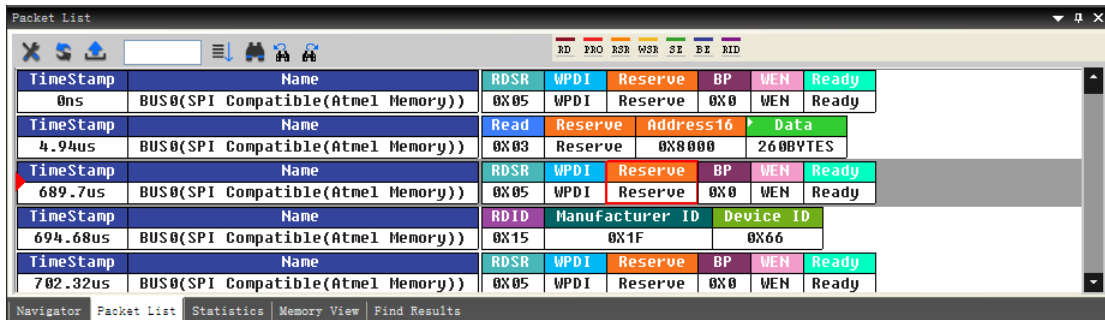 Packet List
RD PRO RSR WSR SE BE RID
TimeStamp Name RDSR WPDI Reserve BP WEN Ready
0ns BUS0(SPI Compatible(Atmel Memory)) 0X05 WPDI Reserve 0X0 WEN Ready
TimeStamp Name Read Reserve Address16 Data
4.94us BUS0(SPI Compatible(Atmel Memory)) 0X03 Reserve 0X8000 260BYTES
TimeStamp Name RDSR WPDI Reserve BP WEN Ready
689.7us BUS0(SPI Compatible(Atmel Memory)) 0X05 WPDI Reserve 0X0 WEN Ready
TimeStamp Name RDID Manufacturer ID Device ID
694.68us BUS0(SPI Compatible(Atmel Memory)) 0X15 0X1F 0X66
TimeStamp Name RDSR WPDI Reserve BP WEN Ready
702.32us BUS0(SPI Compatible(Atmel Memory)) 0X05 WPDI Reserve 0X0 WEN Ready
Navigator Packet List Statistics Memory View Find Results